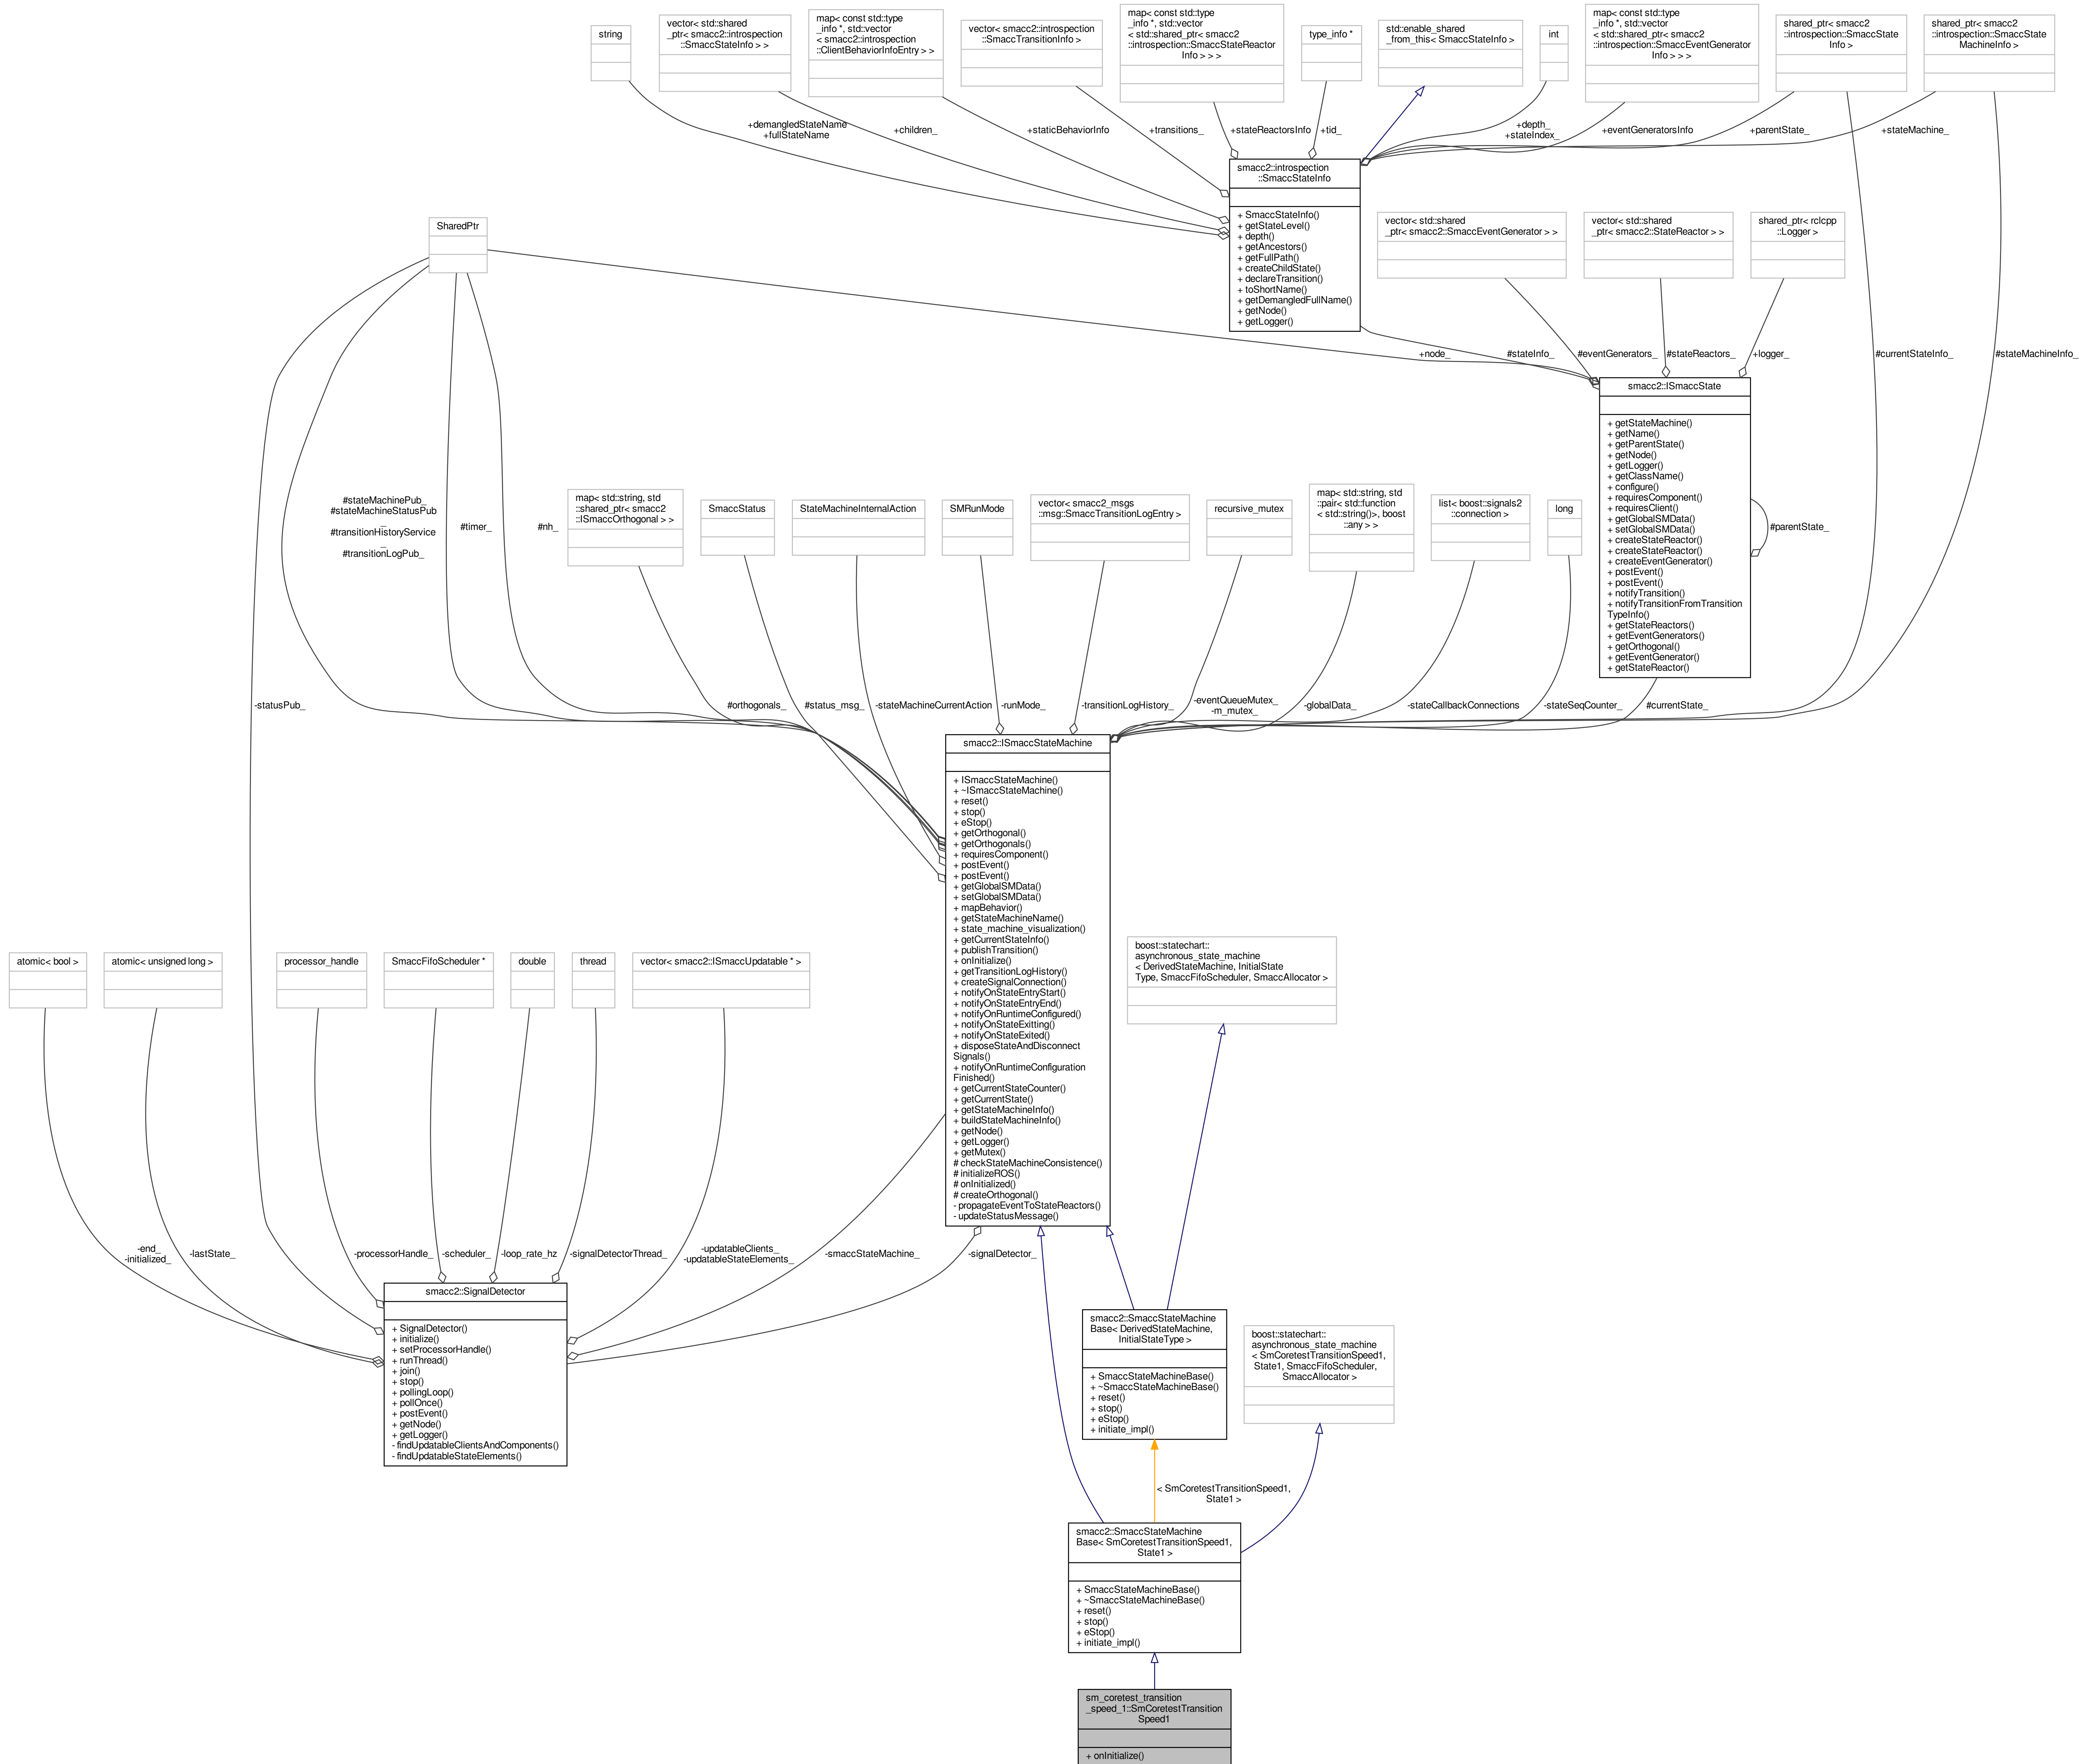 string
vector< std::shared
_ptr< smacc2::introspection
::SmaccStateInfo > >
map< const std::type
_info *, std::vector
< smacc2::introspection
::ClientBehaviorInfoEntry > >
vector< smacc2::introspection
::SmaccTransitionInfo >
map< const std::type
_info *, std::vector
< std::shared_ptr< smacc2
::introspection::SmaccStateReactor
Info > > >
type_info *
std::enable_shared
_from_this< SmaccStateInfo >
int
map< const std::type
_info *, std::vector
< std::shared_ptr< smacc2
::introspection::SmaccEventGenerator
Info > > >
shared_ptr< smacc2
::introspection::SmaccState
Info >
shared_ptr< smacc2
::introspection::SmaccState
MachineInfo >
+demangledStateName
+fullStateName
+children_
+staticBehaviorInfo
+transitions_
+stateReactorsInfo
+tid_
+depth_
+stateIndex_
+eventGeneratorsInfo
+parentState_
+stateMachine_
smacc2::introspection
::SmaccStateInfo
+ SmaccStateInfo()
+ getStateLevel()
+ depth()
+ getAncestors()
+ getFullPath()
+ createChildState()
+ declareTransition()
+ toShortName()
+ getDemangledFullName()
+ getNode()
+ getLogger()
SharedPtr
vector< std::shared
_ptr< smacc2::SmaccEventGenerator > >
vector< std::shared
_ptr< smacc2::StateReactor > >
shared_ptr< rclcpp
::Logger >
+node_
#stateInfo_
#eventGenerators_
#stateReactors_
+logger_
#currentStateInfo_
#stateMachineInfo_
smacc2::ISmaccState
+ getStateMachine()
+ getName()
+ getParentState()
+ getNode()
+ getLogger()
+ getClassName()
+ configure()
+ requiresComponent()
+ requiresClient()
+ getGlobalSMData()
+ setGlobalSMData()
+ createStateReactor()
+ createStateReactor()
+ createEventGenerator()
+ postEvent()
+ postEvent()
+ notifyTransition()
+ notifyTransitionFromTransition
TypeInfo()
+ getStateReactors()
+ getEventGenerators()
+ getOrthogonal()
+ getEventGenerator()
+ getStateReactor()
#parentState_
#stateMachinePub_
#stateMachineStatusPub
_
#transitionHistoryService
_
#transitionLogPub_
#timer_
#nh_
map< std::string, std
::shared_ptr< smacc2
::ISmaccOrthogonal > >
SmaccStatus
StateMachineInternalAction
SMRunMode
vector< smacc2_msgs
::msg::SmaccTransitionLogEntry >
recursive_mutex
map< std::string, std
::pair< std::function
< std::string()>, boost
::any > >
list< boost::signals2
::connection >
long
-statusPub_
#orthogonals_
#status_msg_
-stateMachineCurrentAction
-runMode_
-transitionLogHistory_
-eventQueueMutex_
-m_mutex_
-globalData_
-stateCallbackConnections
-stateSeqCounter_
#currentState_
smacc2::ISmaccStateMachine
+ ISmaccStateMachine()
+ ~ISmaccStateMachine()
+ reset()
+ stop()
+ eStop()
+ getOrthogonal()
+ getOrthogonals()
+ requiresComponent()
+ postEvent()
+ postEvent()
+ getGlobalSMData()
+ setGlobalSMData()
+ mapBehavior()
+ getStateMachineName()
+ state_machine_visualization()
+ getCurrentStateInfo()
+ publishTransition()
+ onInitialize()
+ getTransitionLogHistory()
+ createSignalConnection()
+ notifyOnStateEntryStart()
+ notifyOnStateEntryEnd()
+ notifyOnRuntimeConfigured()
+ notifyOnStateExitting()
+ notifyOnStateExited()
+ disposeStateAndDisconnect
Signals()
+ notifyOnRuntimeConfiguration
Finished()
+ getCurrentStateCounter()
+ getCurrentState()
+ getStateMachineInfo()
+ buildStateMachineInfo()
+ getNode()
+ getLogger()
+ getMutex()
# checkStateMachineConsistence()
# initializeROS()
# onInitialized()
# createOrthogonal()
- propagateEventToStateReactors()
- updateStatusMessage()
atomic< bool >
atomic< unsigned long >
processor_handle
SmaccFifoScheduler *
double
thread
vector< smacc2::ISmaccUpdatable * >
boost::statechart::
asynchronous_state_machine
< DerivedStateMachine, InitialState
Type, SmaccFifoScheduler, SmaccAllocator >
-end_
-initialized_
-lastState_
-processorHandle_
-scheduler_
-loop_rate_hz
-signalDetectorThread_
-updatableClients_
-updatableStateElements_
-smaccStateMachine_
-signalDetector_
smacc2::SignalDetector
+ SignalDetector()
+ initialize()
+ setProcessorHandle()
+ runThread()
+ join()
+ stop()
+ pollingLoop()
+ pollOnce()
+ postEvent()
+ getNode()
+ getLogger()
- findUpdatableClientsAndComponents()
- findUpdatableStateElements()
smacc2::SmaccStateMachine
Base< DerivedStateMachine,
InitialStateType >
+ SmaccStateMachineBase()
+ ~SmaccStateMachineBase()
+ reset()
+ stop()
+ eStop()
+ initiate_impl()
boost::statechart::
asynchronous_state_machine
< SmCoretestTransitionSpeed1,
State1, SmaccFifoScheduler,
SmaccAllocator >
< SmCoretestTransitionSpeed1,
State1 >
smacc2::SmaccStateMachine
Base< SmCoretestTransitionSpeed1,
State1 >
+ SmaccStateMachineBase()
+ ~SmaccStateMachineBase()
+ reset()
+ stop()
+ eStop()
+ initiate_impl()
sm_coretest_transition
_speed_1::SmCoretestTransition
Speed1
+ onInitialize()